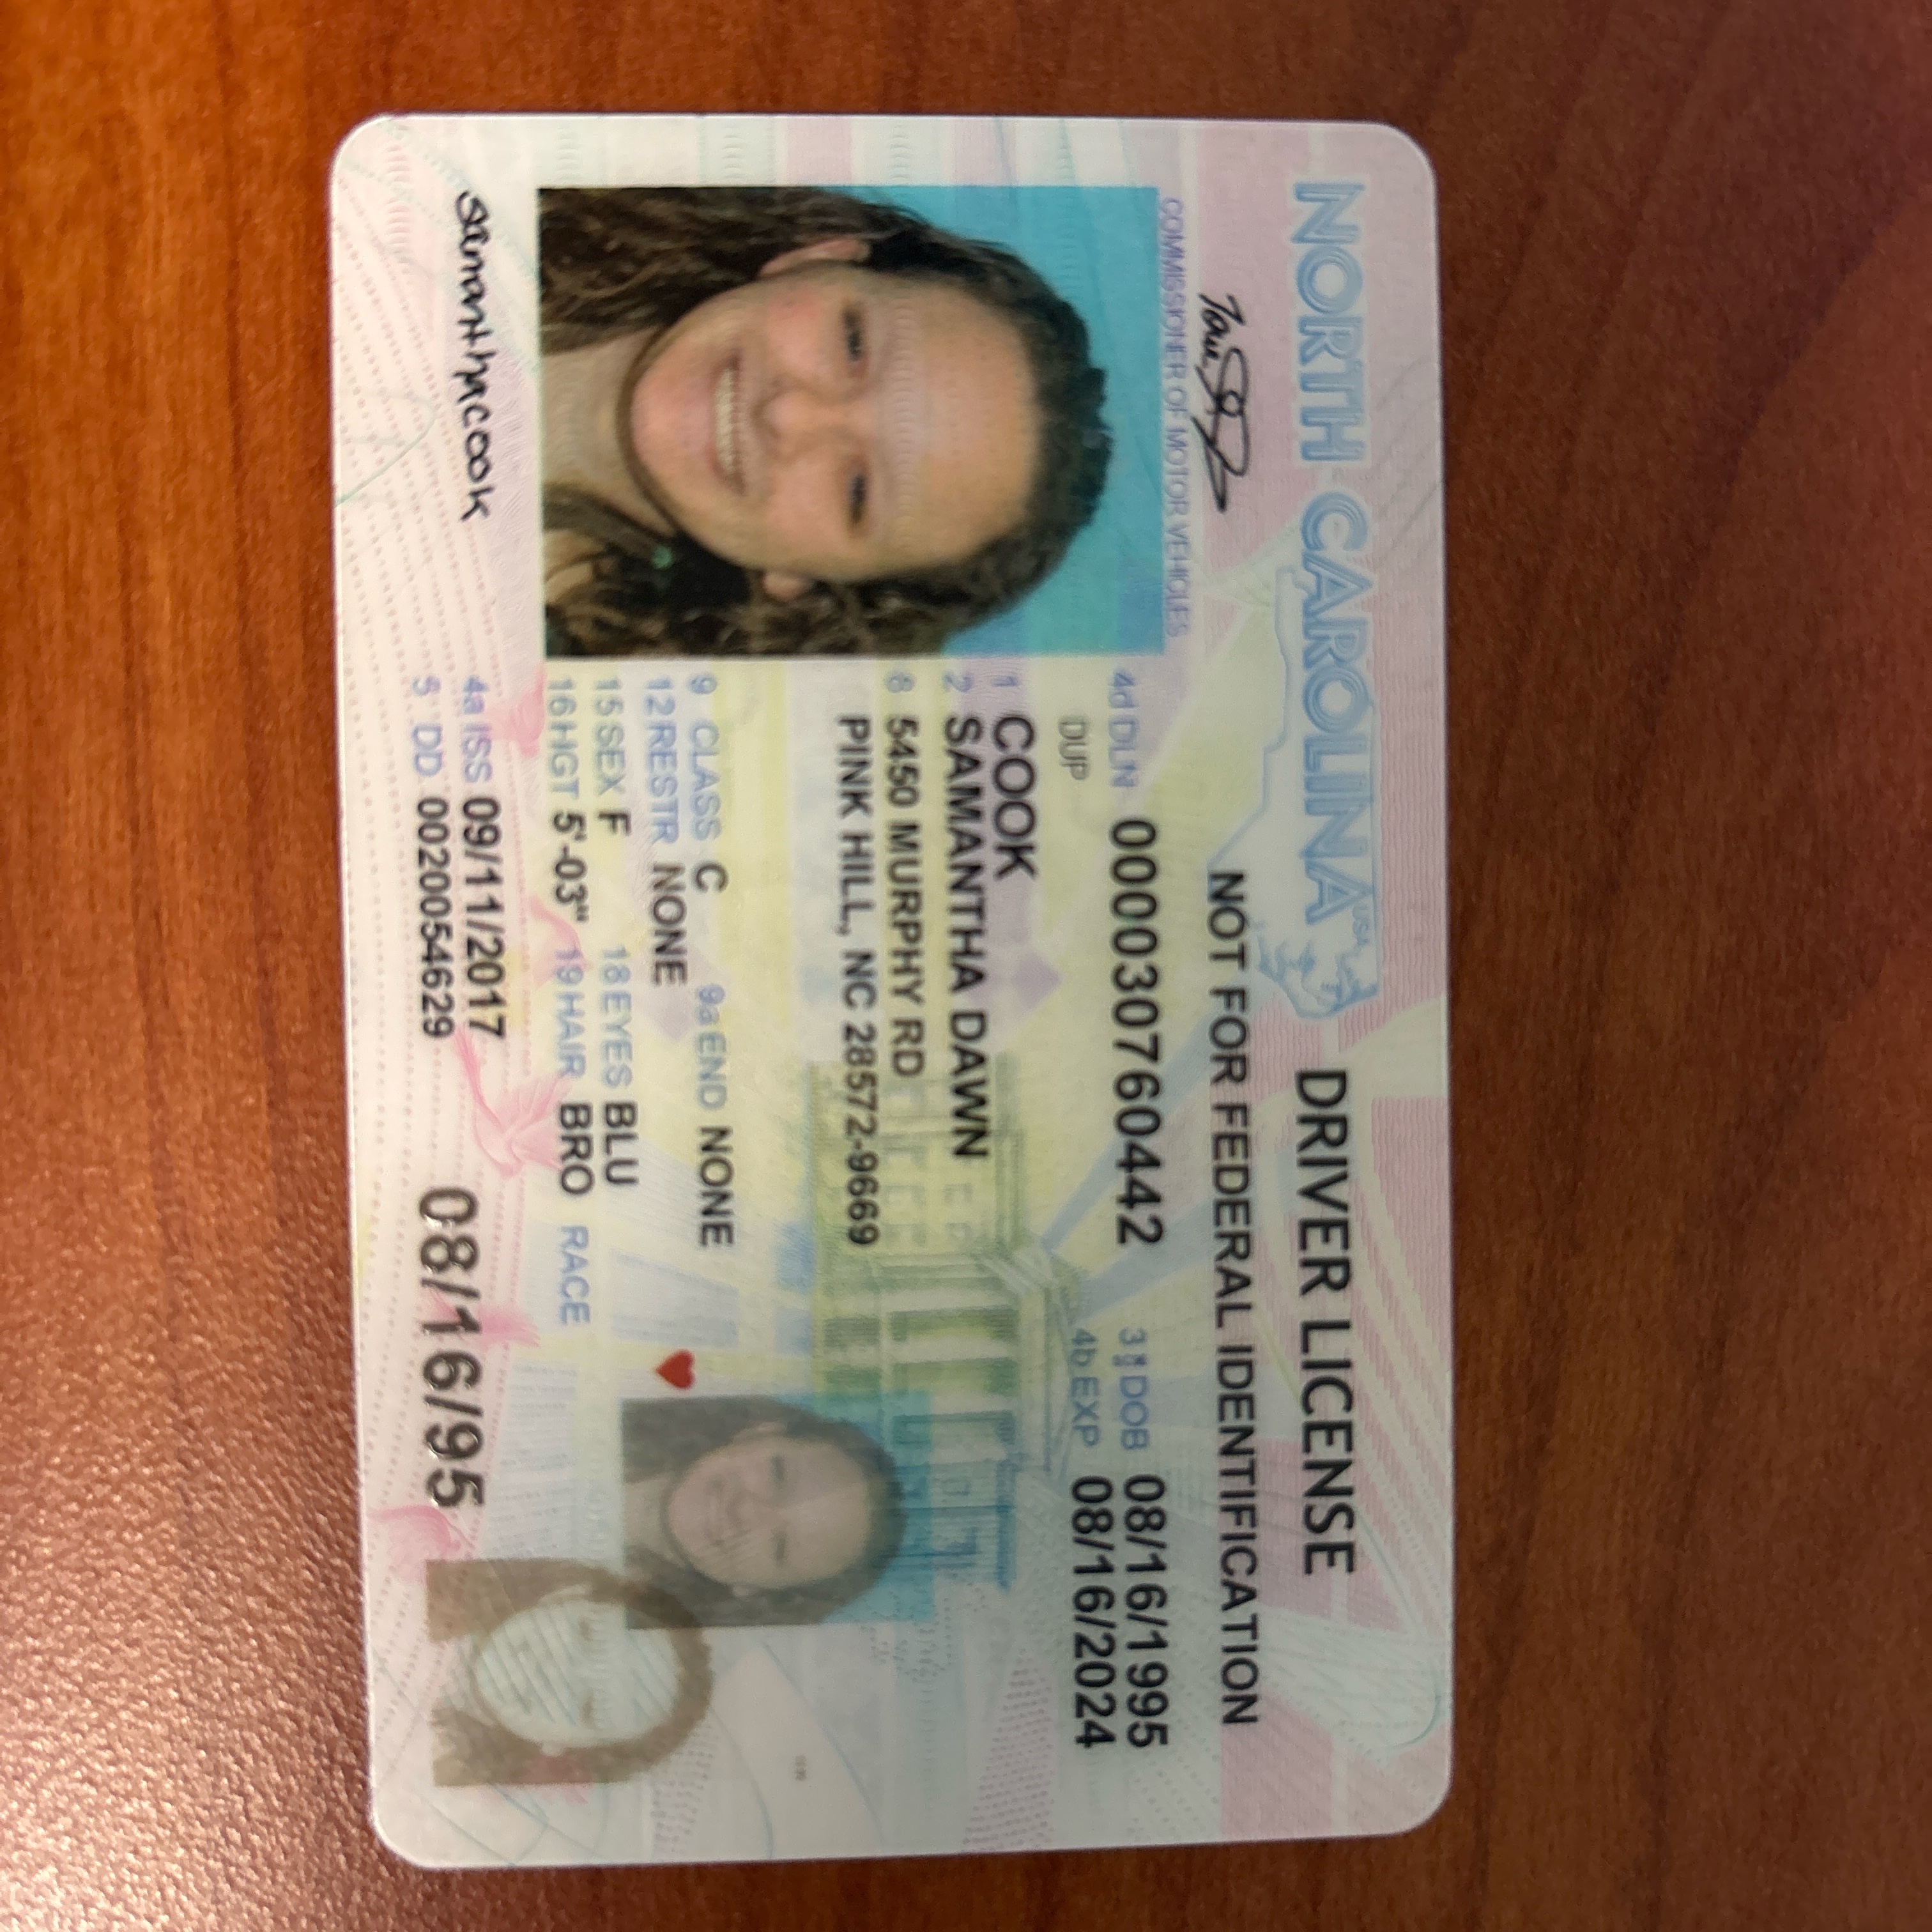 NORTH CAROLINA USA DRIVER LICENSE
NOT FOR FEDERAL IDENTIFICATION
COMMISSIONER OF MOTOR VEHICLES
4d DLN 000030760442
3 DOB 08/16/1995
DUP
4b EXP 08/16/2024
1 COOK
2 SAMANTHA DAWN
8 5450 MURPHY RD
PINK HILL, NC 28572-9669
9 CLASS C 9a END NONE
12 RESTR NONE
15 SEX F 18 EYES BLU
16 HGT 5'-03" 19 HAIR BRO RACE
4a ISS 09/11/2017
5 DD 0020054629
08/16/95
Samantha Cook